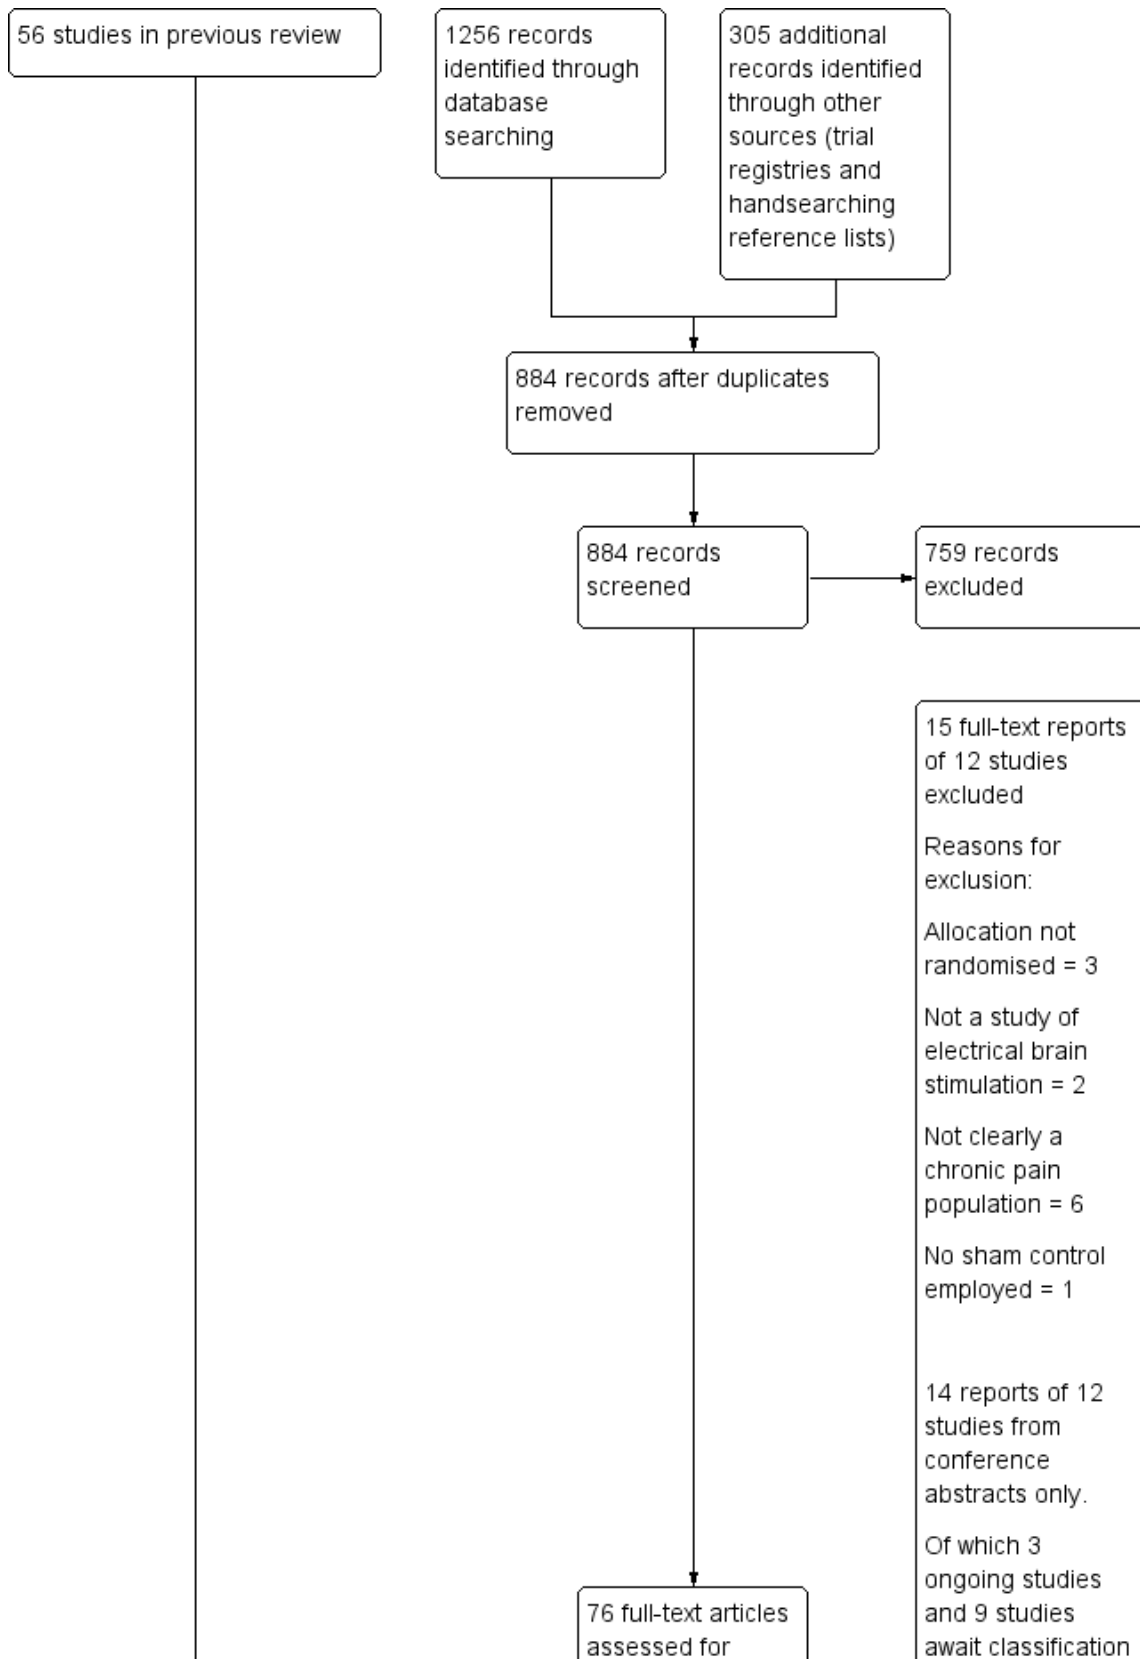 56 studies in previous review
1256 records
identified through
database
searching
305 additional
records identified
through other
sources (trial
registries and
handsearching
reference lists)
884 records after duplicates
removed
884 records
screened
759 records
excluded
15 full-text reports
of 12 studies
excluded
Reasons for
exclusion:
Allocation not
randomised = 3
Not a study of
electrical brain
stimulation = 2
Not clearly a
chronic pain
population = 6
No sham control
employed = 1
14 reports of 12
studies from
conference
abstracts only.
Of which 3
ongoing studies
and 9 studies
await classification
76 full-text articles
assessed for